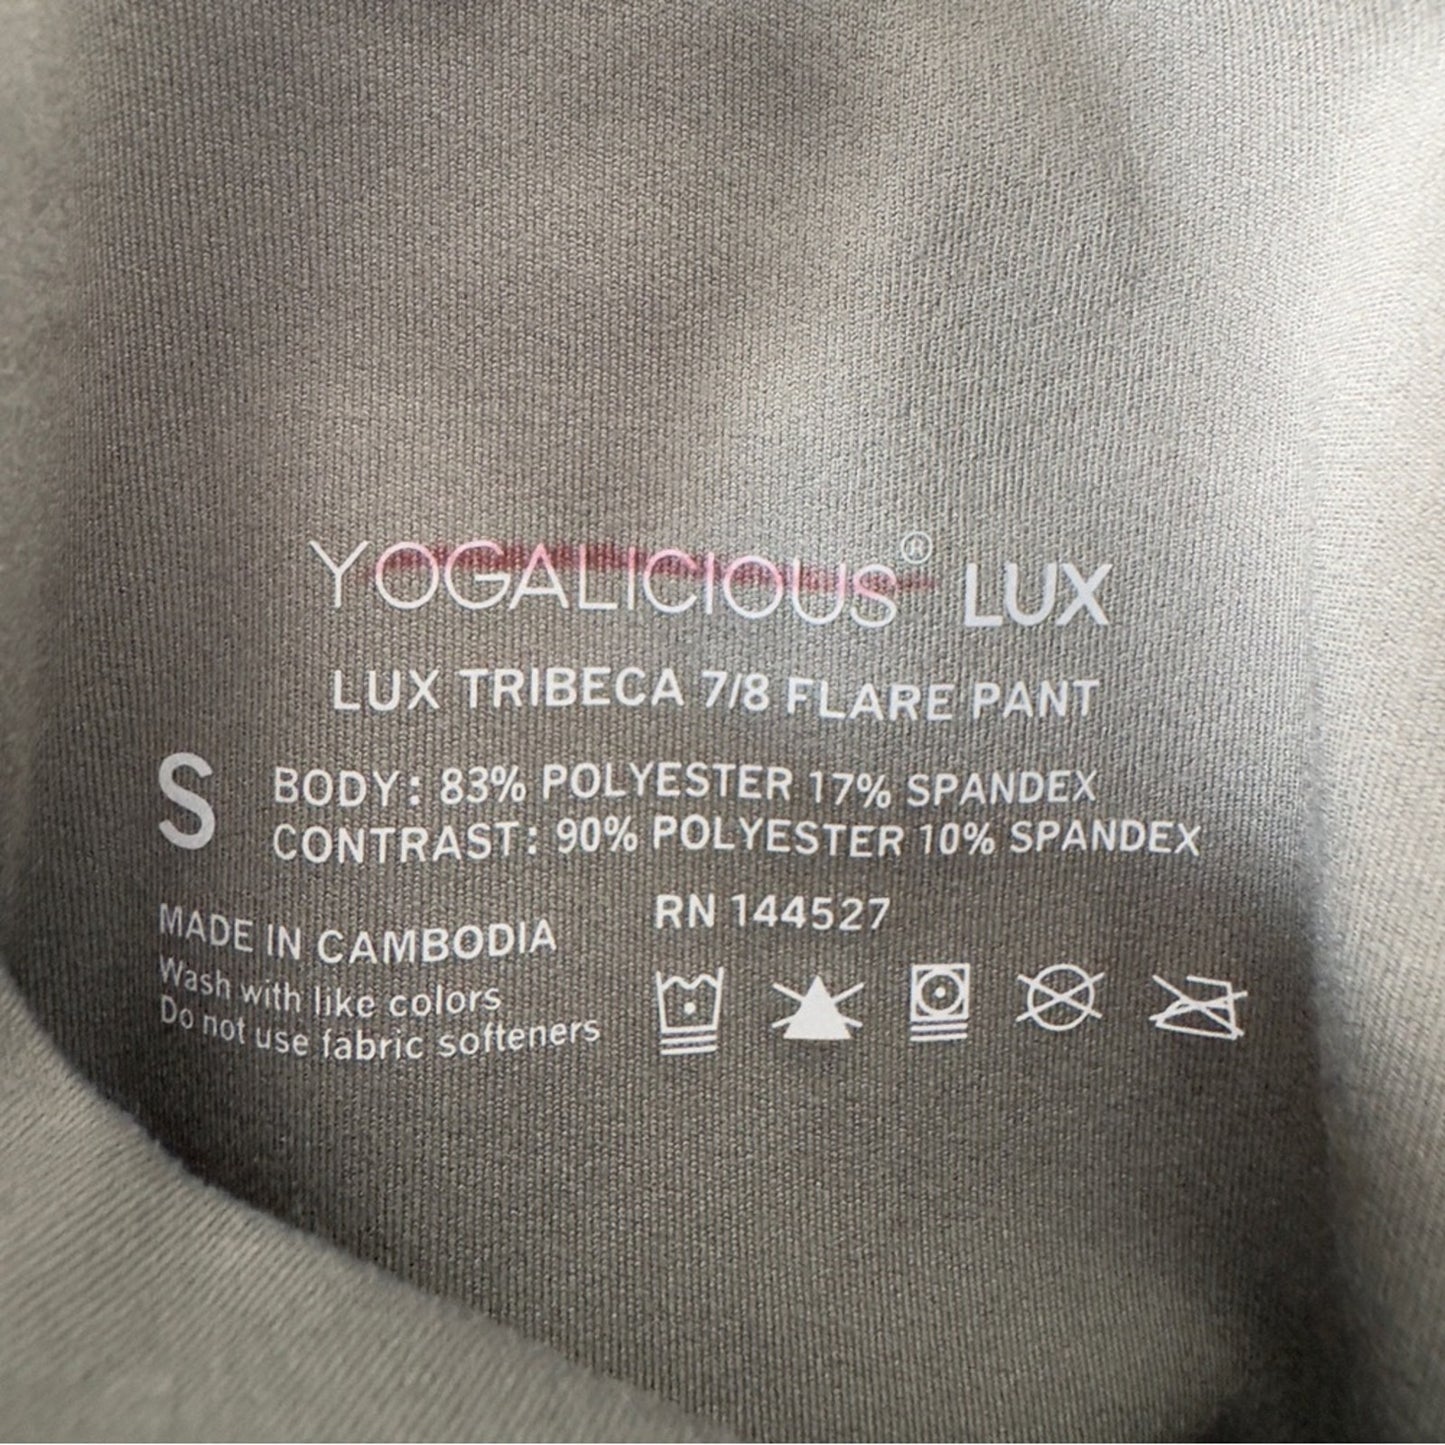 YOGALICIOUS® LUX
LUX TRIBECA 7/8 FLARE PANT
S
BODY: 83% POLYESTER 17% SPANDEX
CONTRAST: 90% POLYESTER 10% SPANDEX
RN 144527
MADE IN CAMBODIA
Wash with like colors
Do not use fabric softeners